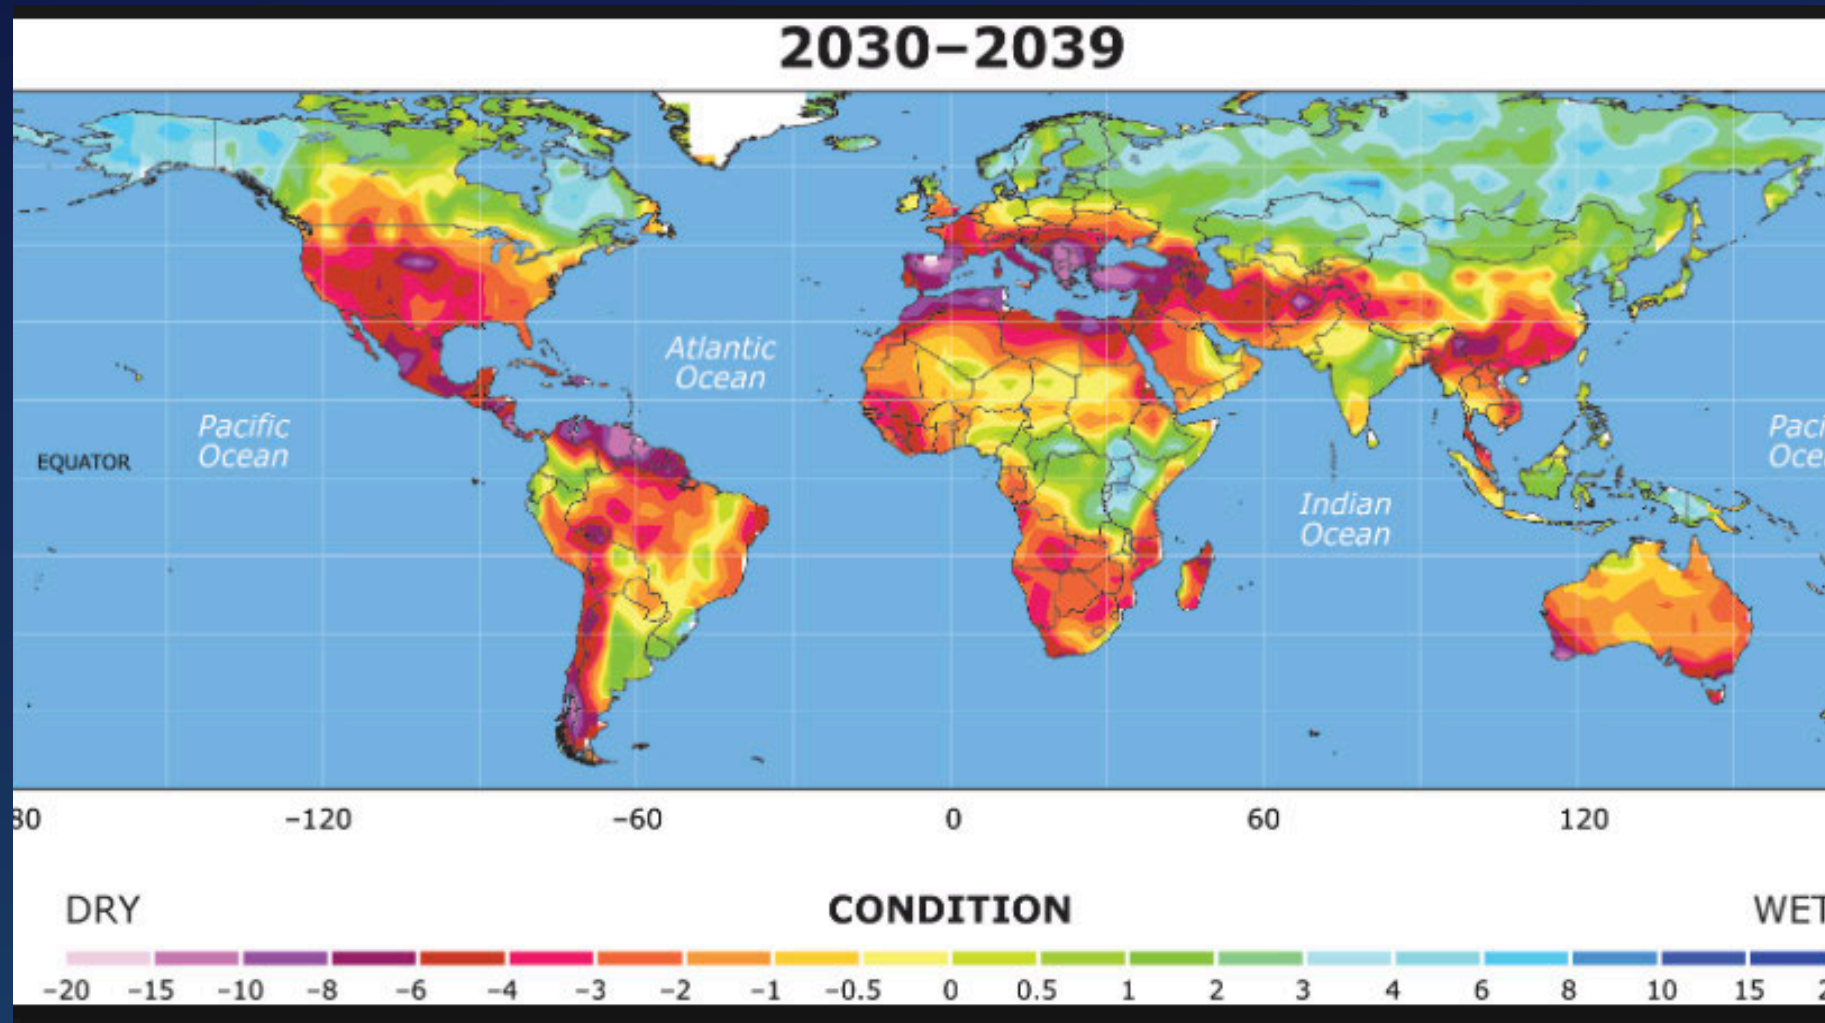 2030–2039
Atlantic
Ocean
Pacific
Ocean
EQUATOR
Indian
Ocean
Paci
Oce
80 −120 −60 0 60 120
DRY CONDITION WET
−20 −15 −10 −8 −6 −4 −3 −2 −1 −0.5 0 0.5 1 2 3 4 6 8 10 15 2